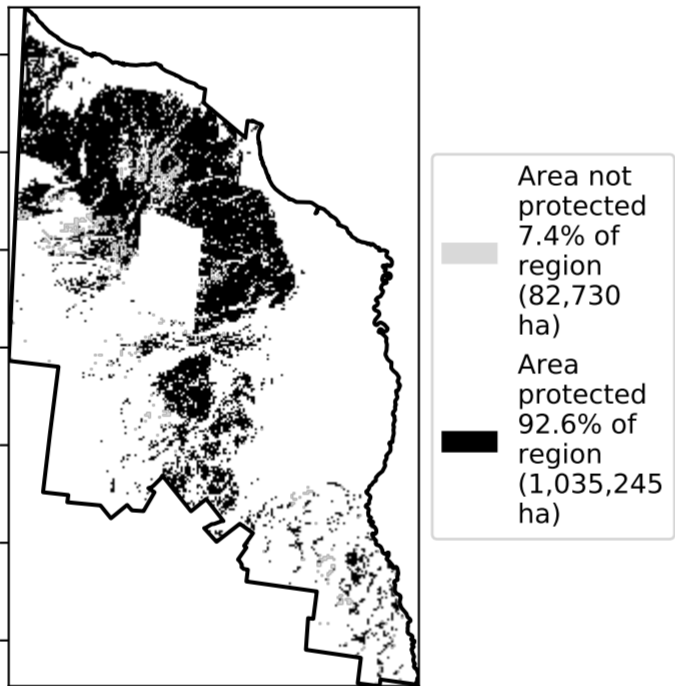 Area not
protected
7.4% of
region
(82,730
ha)
Area
protected
92.6% of
region
(1,035,245
ha)